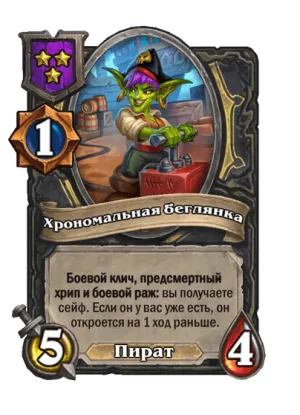 1
Хрономальная беглянка
Боевой клич, предсмертный
хрип и боевой раж: вы получаете
сейф. Если он у вас уже есть, он
откроется на 1 ход раньше.
5
Пират
4